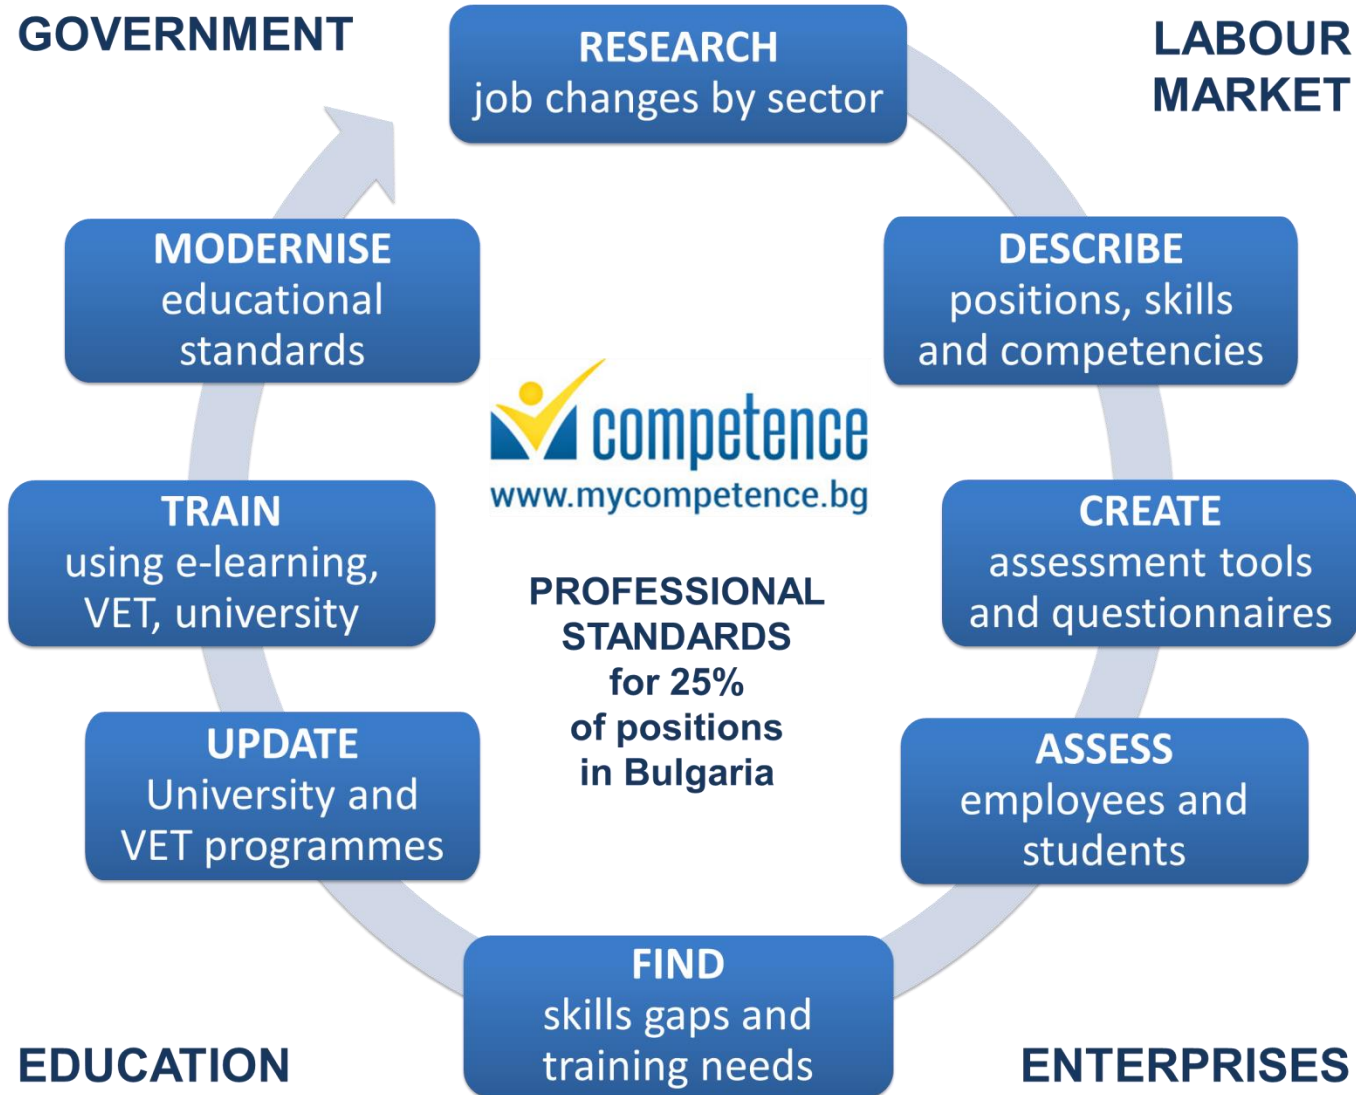 GOVERNMENT
LABOUR
MARKET
RESEARCH
job changes by sector
DESCRIBE
positions, skills
and competencies
CREATE
assessment tools
and questionnaires
ASSESS
employees and
students
FIND
skills gaps and
training needs
UPDATE
University and
VET programmes
TRAIN
using e-learning,
VET, university
MODERNISE
educational
standards
competence
www.mycompetence.bg
PROFESSIONAL
STANDARDS
for 25%
of positions
in Bulgaria
EDUCATION
ENTERPRISES